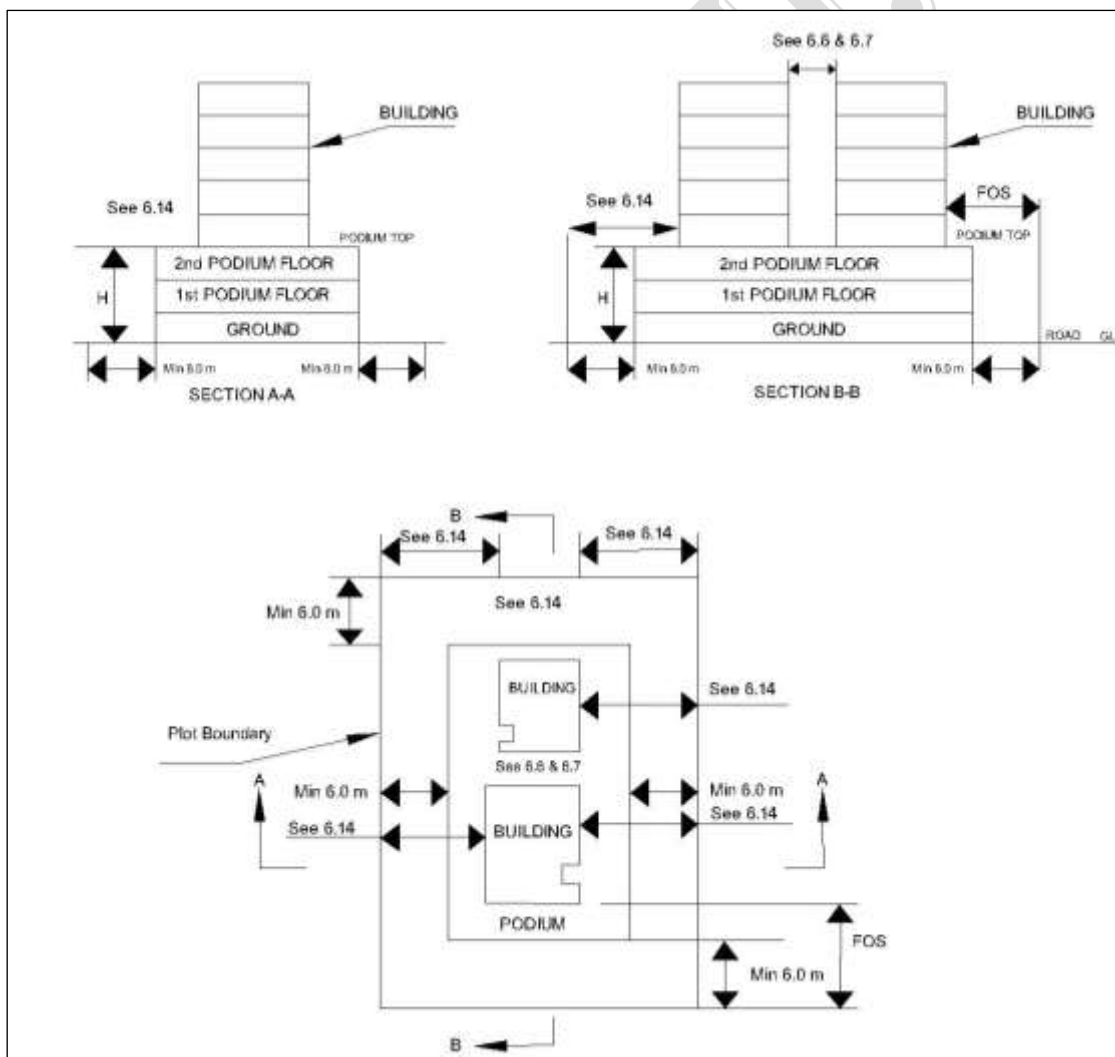 See 6.6 & 6.7
BUILDING
BUILDING
See 6.14
See 6.14
FOS
PODIUM TOP
PODIUM TOP
2nd PODIUM FLOOR
2nd PODIUM FLOOR
H
1st PODIUM FLOOR
H
1st PODIUM FLOOR
GROUND
GROUND
ROAD
Min 6.0 m
Min 6.0 m
Min 6.0 m
Min 6.0 m
SECTION A-A
SECTION B-B
B
See 6.14
See 6.14
Min 6.0 m
See 6.14
BUILDING
See 6.14
Plot Boundary
See 6.6 & 6.7
A
Min 6.0 m
Min 6.0 m
A
See 6.14
See 6.14
BUILDING
PODIUM
FOS
Min 6.0 m
B